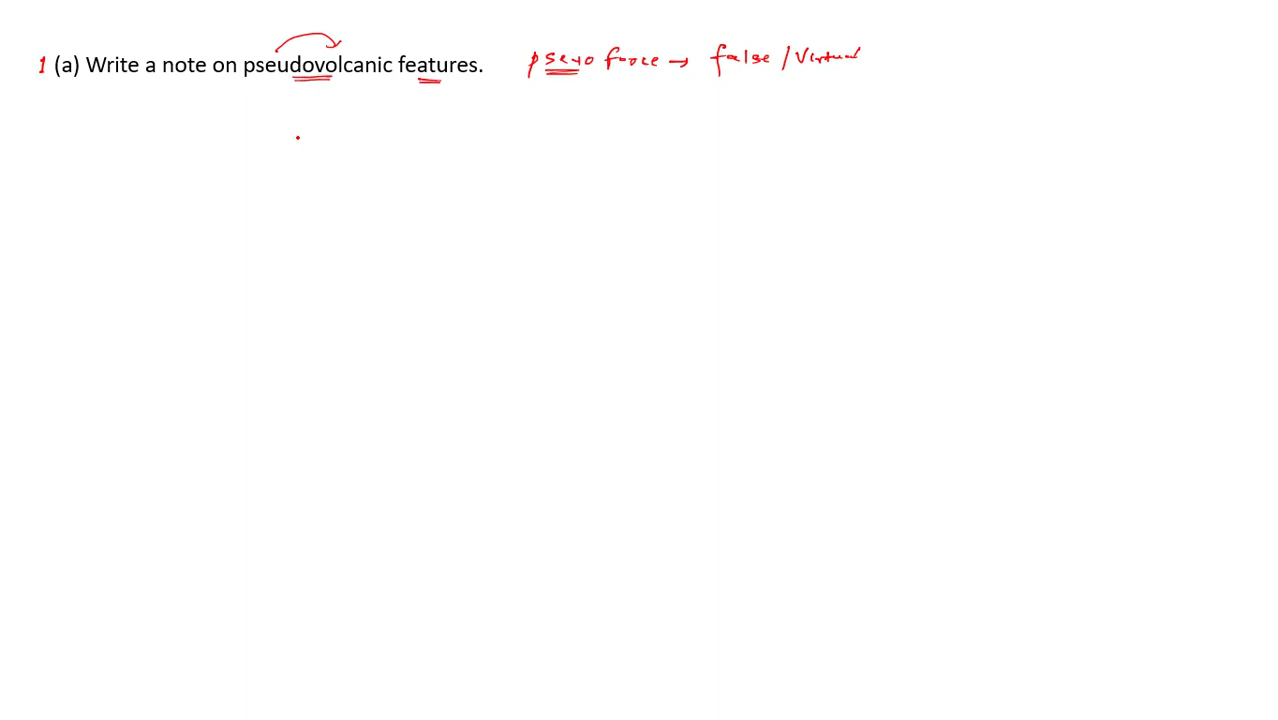 1 (a) Write a note on pseudovolcanic features. pseudo force → false / Virtual